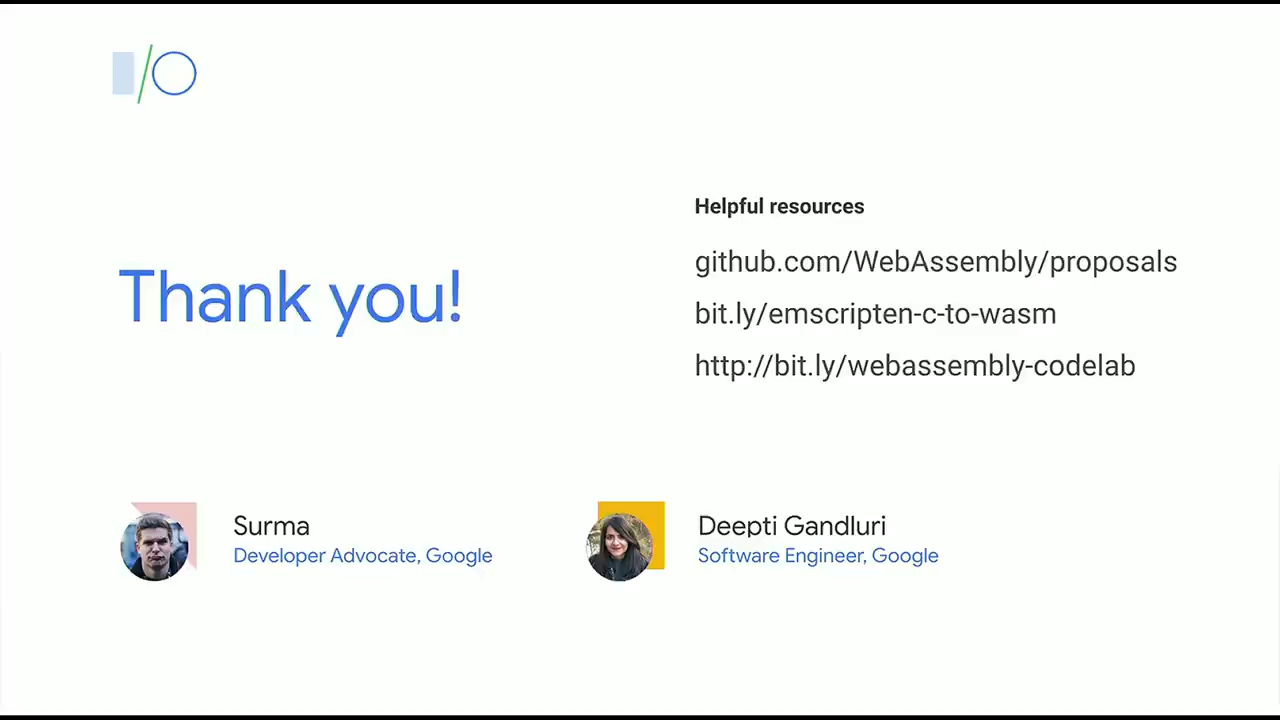 I/O
Thank you!
Helpful resources
github.com/WebAssembly/proposals
bit.ly/emscripten-c-to-wasm
http://bit.ly/webassembly-codelab
Surma
Developer Advocate, Google
Deepti Gandluri
Software Engineer, Google